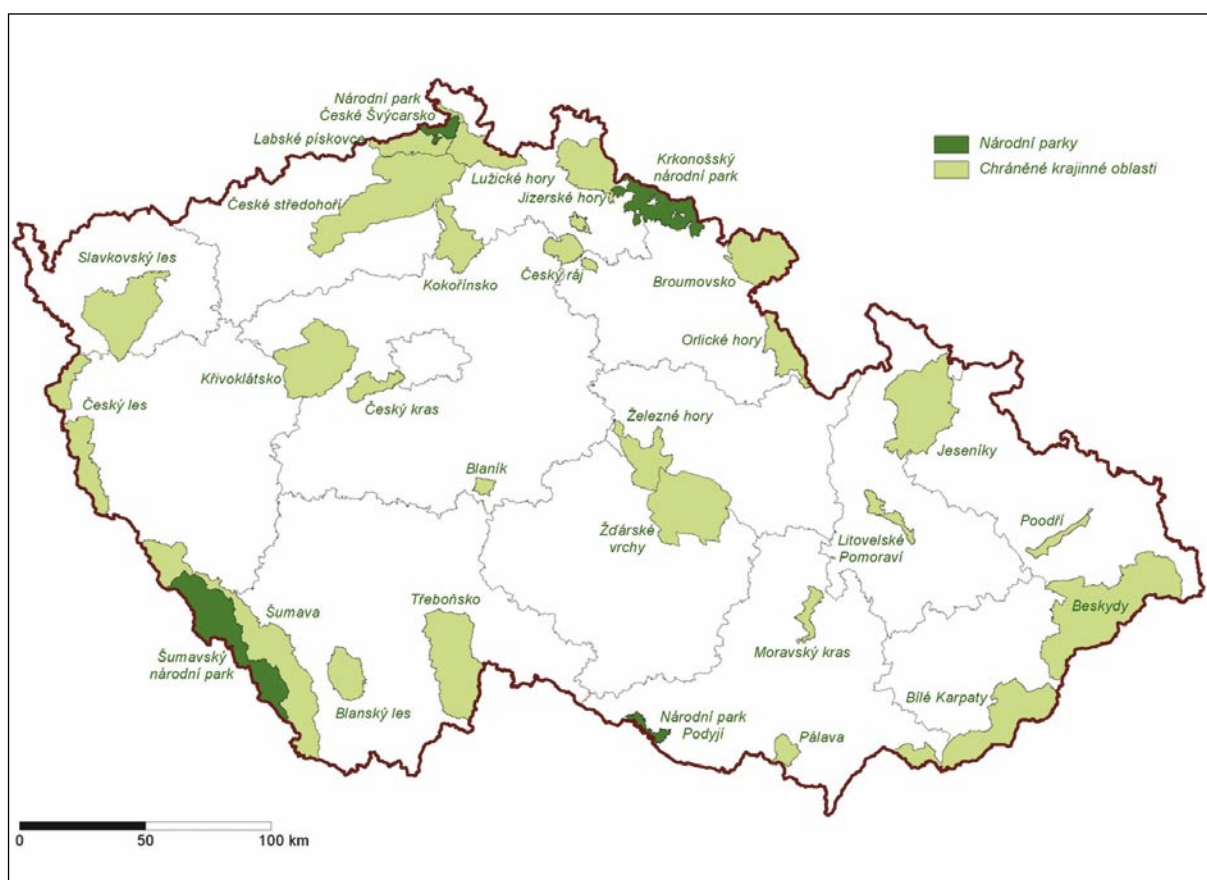 Národní park
České Švýcarsko
Labské pískovce
Lužické hory
Krkonošský
národní park
Národní parky
Chráněné krajinné oblasti
České středohoří
Jizerské hory
Slavkovský les
Kokořínsko
Český ráj
Broumovsko
Orlické hory
Křivoklátsko
Český kras
Český les
Železné hory
Jeseníky
Blaník
Žďárské
vrchy
Litovelské
Pomoraví
Poodří
Šumava
Třeboňsko
Beskydy
Šumavský
národní park
Moravský kras
Blanský les
Bílé Karpaty
Národní park
Podyjí
Pálava
0 50 100 km